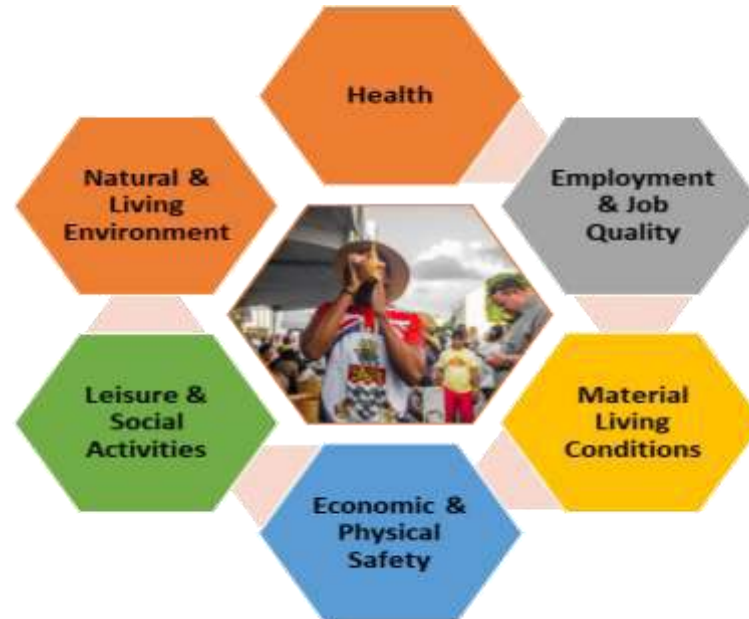 Health
Employment
& Job
Quality
Material
Living
Conditions
Economic &
Physical
Safety
Leisure &
Social
Activities
Natural &
Living
Environment